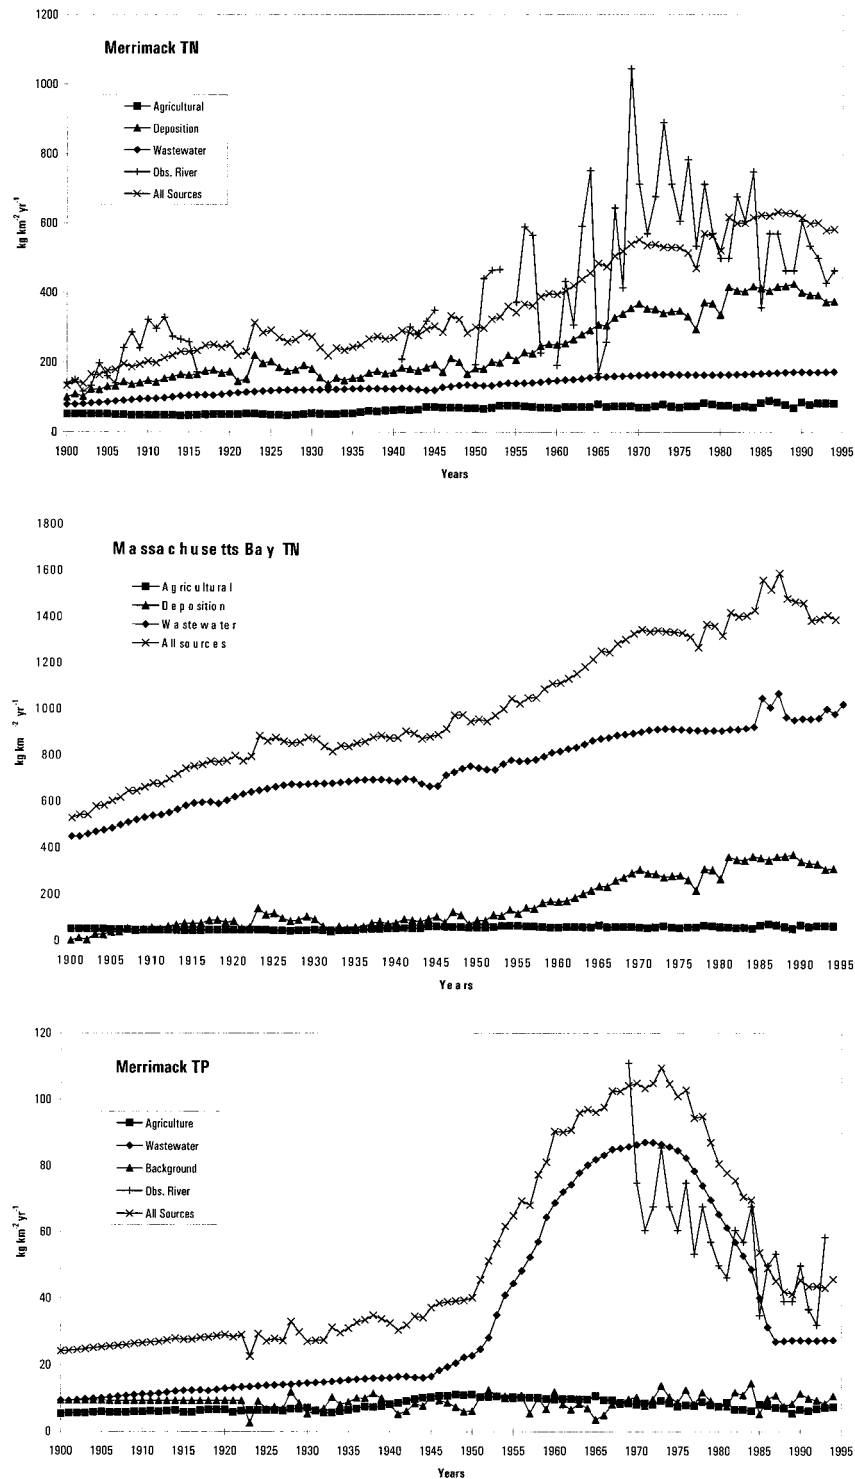 1200
Merrimack TN
1000
Agricultural
Deposition
Wastewater
Obs. River
All Sources
800
600
400
200
0
kg km-2 yr-1
1900 1905 1910 1915 1920 1925 1930 1935 1940 1945 1950 1955 1960 1965 1970 1975 1980 1985 1990 1995
Years
1800
Massachusetts Bay TN
1600
Agricultural
Deposition
Wastewater
All sources
1400
1200
1000
800
600
400
200
0
kg km -2 yr-1
1900 1905 1910 1915 1920 1925 1930 1935 1940 1945 1950 1955 1960 1965 1970 1975 1980 1985 1990 1995
Years
120
Merrimack TP
100
Agriculture
Wastewater
Background
Obs. River
All Sources
80
60
40
20
0
kg km-2 yr-1
1900 1905 1910 1915 1920 1925 1930 1935 1940 1945 1950 1955 1960 1965 1970 1975 1980 1985 1990 1995
Years